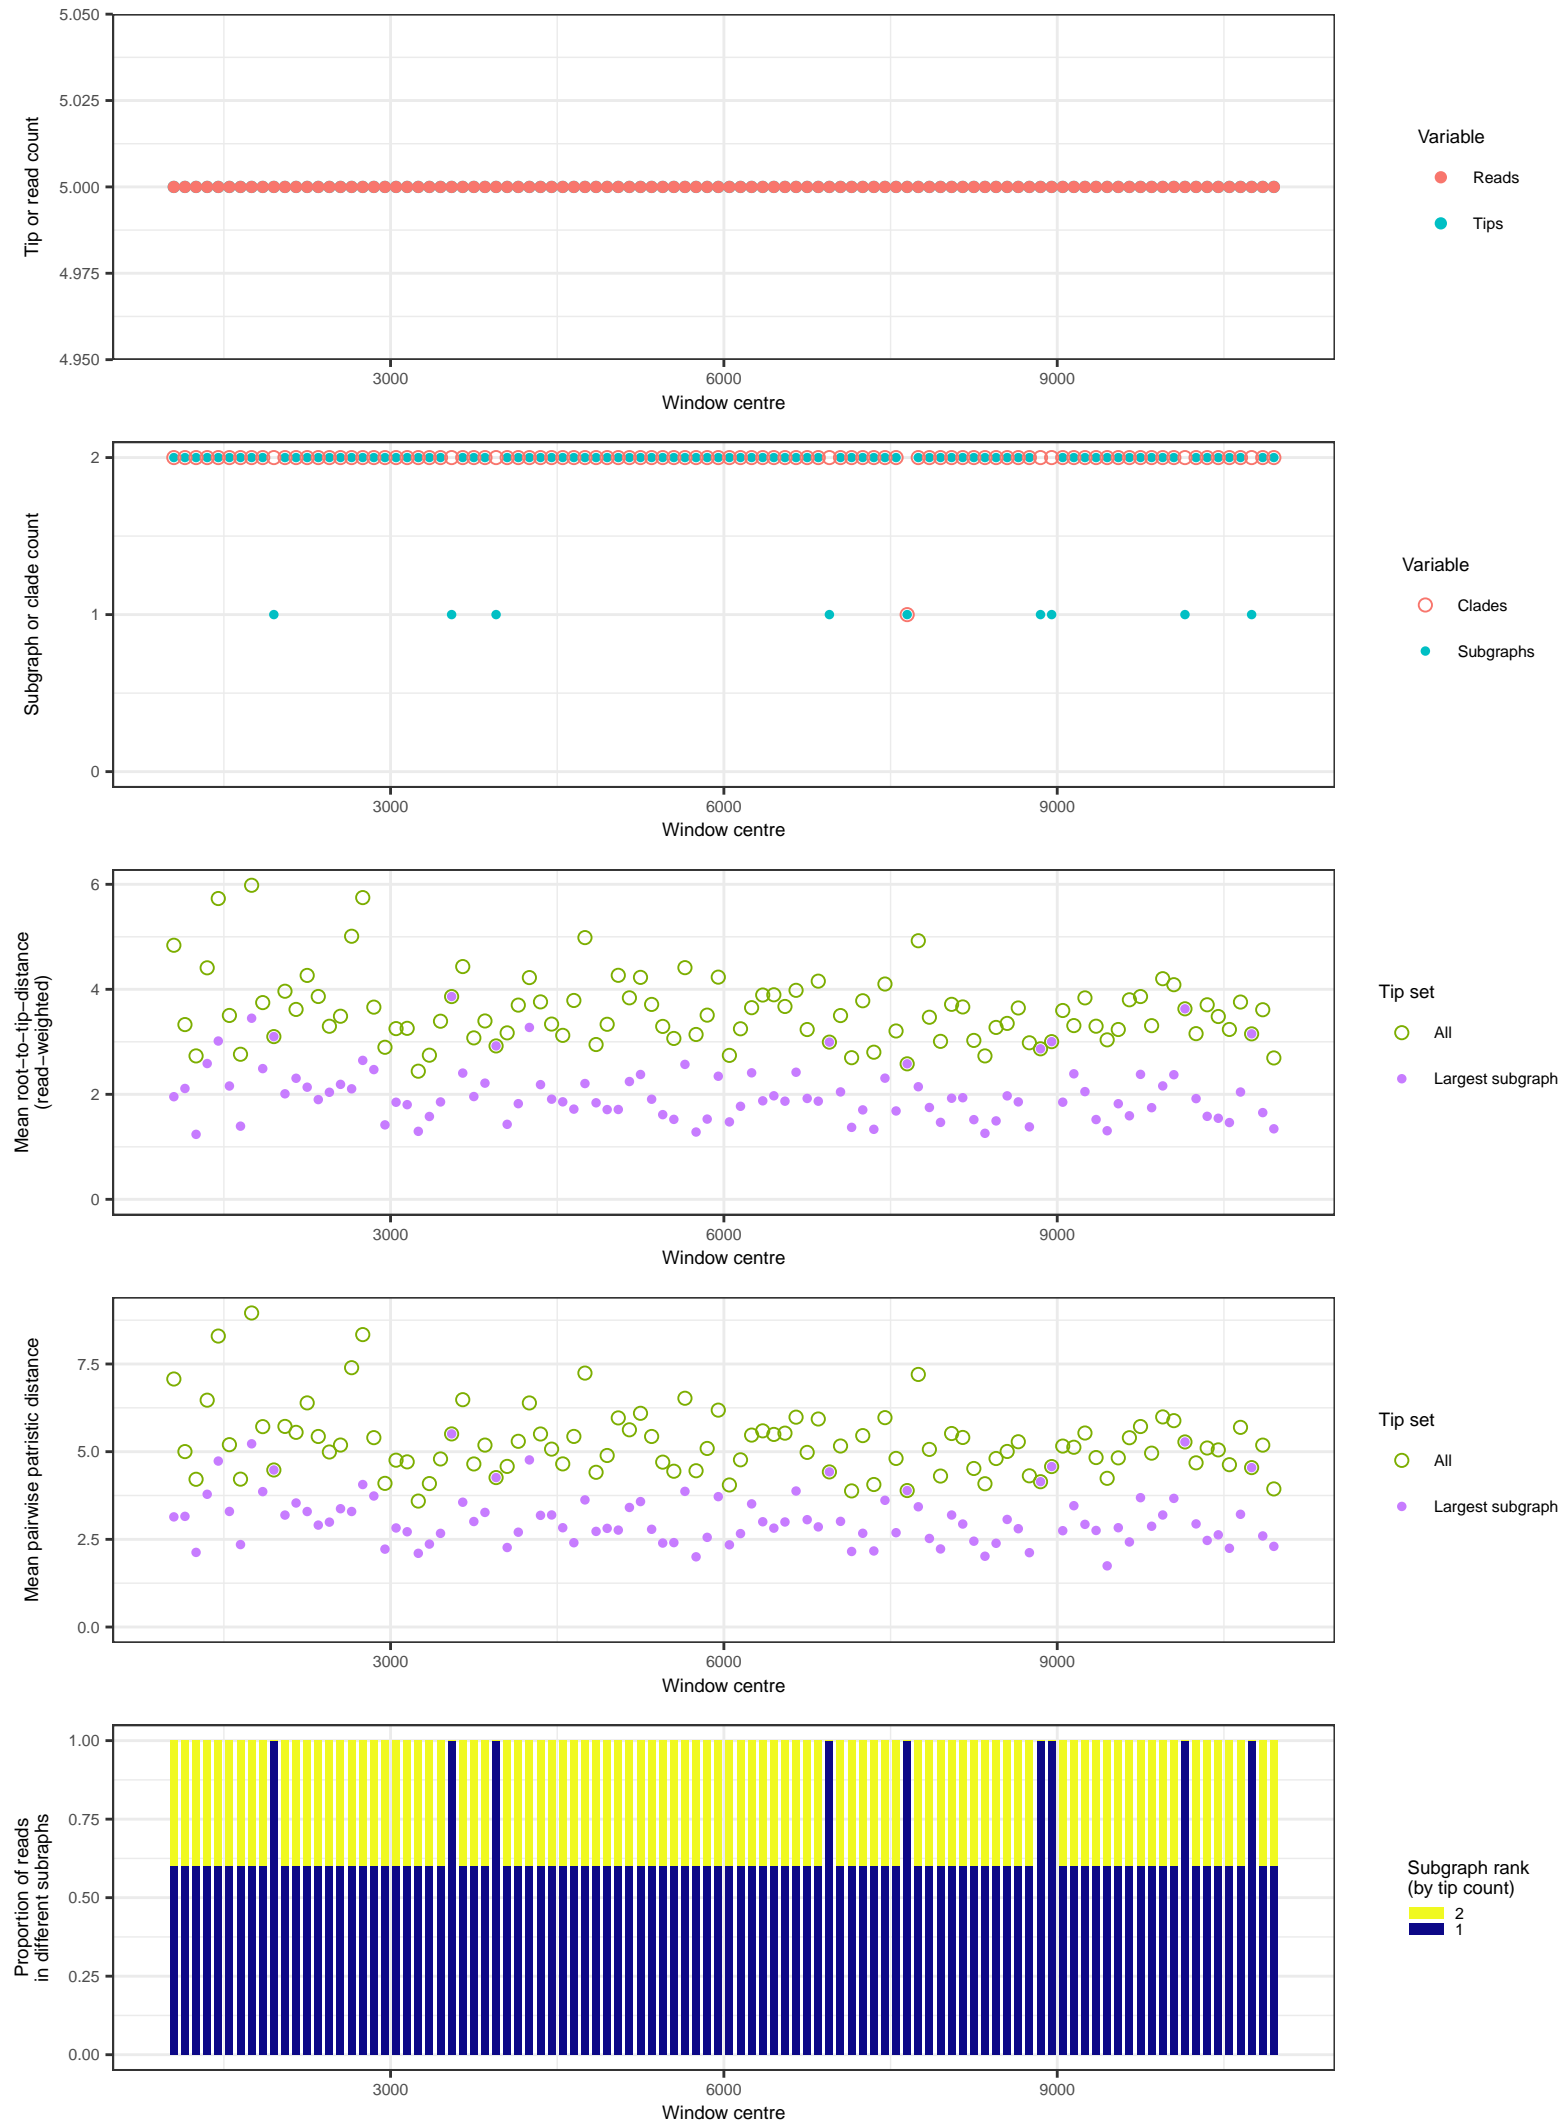 5.050
5.025
5.000
4.975
4.950
Tip or read count
3000 6000 9000
Window centre
Variable
Reads
Tips
2
1
0
Subgraph or clade count
3000 6000 9000
Window centre
Variable
Clades
Subgraphs
6
4
2
0
Mean root−to−tip−distance
(read−weighted)
3000 6000 9000
Window centre
Tip set
All
Largest subgraph
7.5
5.0
2.5
0.0
Mean pairwise patristic distance
3000 6000 9000
Window centre
Tip set
All
Largest subgraph
1.00
0.75
0.50
0.25
0.00
Proportion of reads
in different subraphs
3000 6000 9000
Window centre
Subgraph rank
(by tip count)
2
1